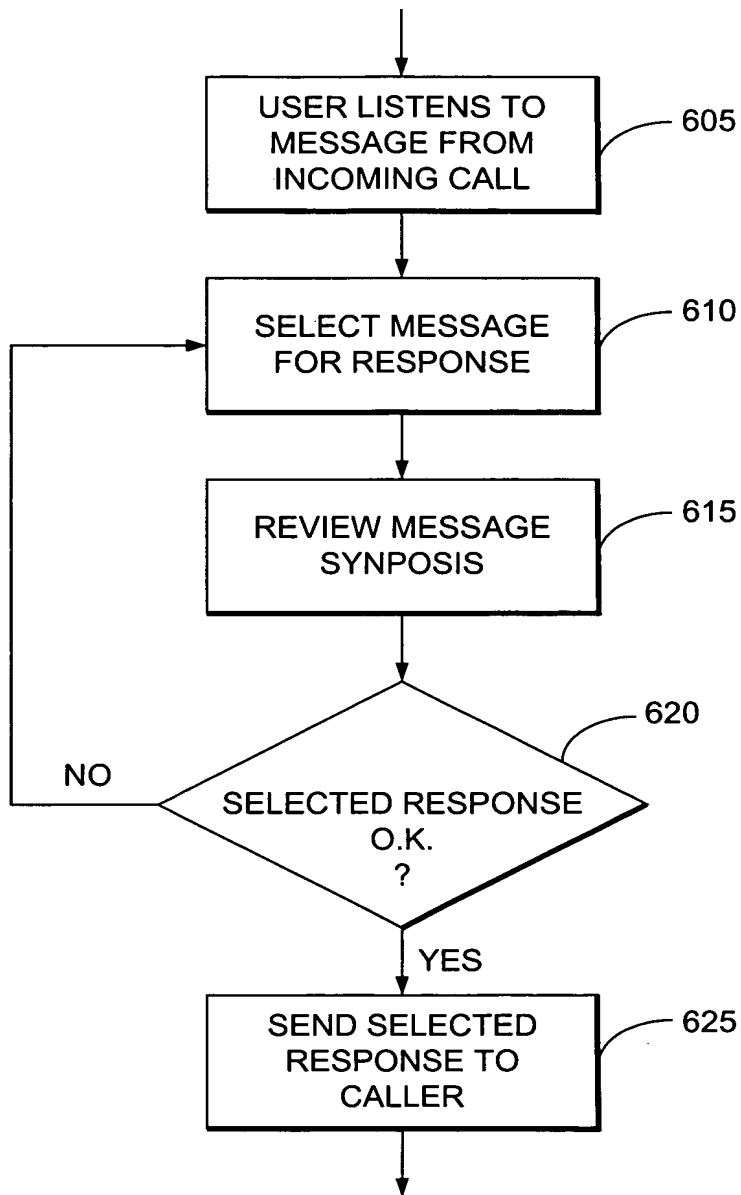 USER LISTENS TO
MESSAGE FROM
INCOMING CALL
605
SELECT MESSAGE
FOR RESPONSE
610
REVIEW MESSAGE
SYNPOSIS
615
620
NO
SELECTED RESPONSE
O.K.
?
YES
SEND SELECTED
RESPONSE TO
CALLER
625